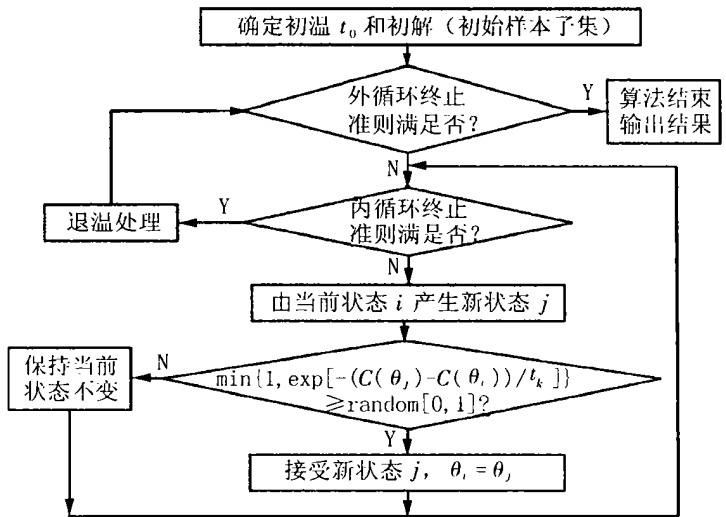 确定初温 t₀ 和初解（初始样本子集）
外循环终止
准则满足否？
Y
算法结束
输出结果
N
内循环终止
准则满足否？
Y
退温处理
N
由当前状态 i 产生新状态 j
min{1,exp[-(C(θⱼ)-C(θᵢ))/tₖ]}
≥random[0,1]?
N
保持当前
状态不变
Y
接受新状态 j，θᵢ=θⱼ